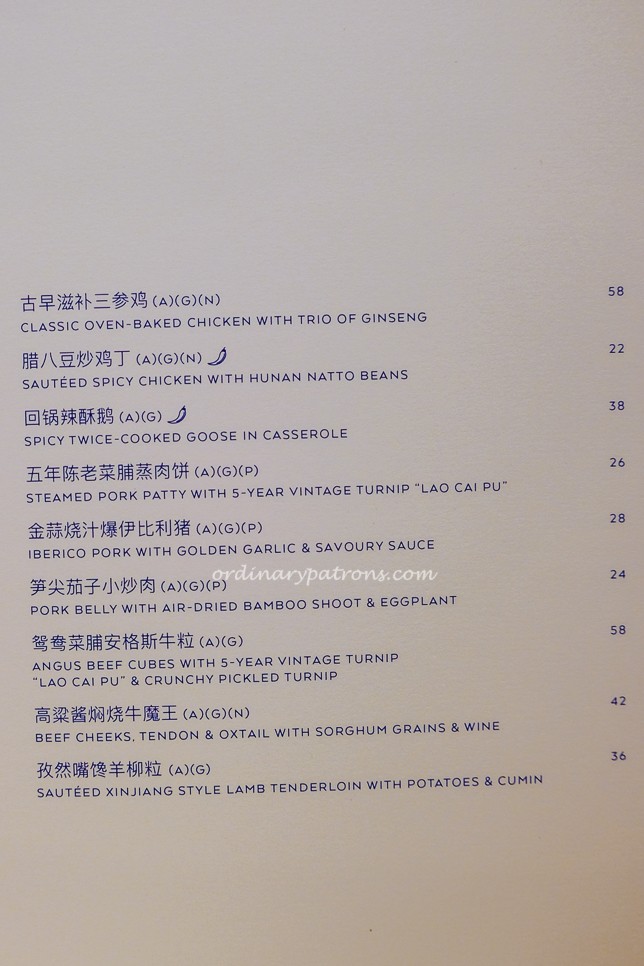 古早滋补三参鸡 (A)(G)(N) 58
CLASSIC OVEN-BAKED CHICKEN WITH TRIO OF GINSENG
腊八豆炒鸡丁 (A)(G)(N) 22
SAUTÉED SPICY CHICKEN WITH HUNAN NATTO BEANS
回锅辣酥鹅 (A)(G) 38
SPICY TWICE-COOKED GOOSE IN CASSEROLE
五年陈老菜脯蒸肉饼 (A)(G)(P) 26
STEAMED PORK PATTY WITH 5-YEAR VINTAGE TURNIP “LAO CAI PU”
金蒜烧汁爆伊比利猪 (A)(G)(P) 28
IBERICO PORK WITH GOLDEN GARLIC & SAVOURY SAUCE
ordinarypatrons.com
笋尖茄子小炒肉 (A)(G)(P) 24
PORK BELLY WITH AIR-DRIED BAMBOO SHOOT & EGGPLANT
鸳鸯菜脯安格斯牛粒 (A)(G) 58
ANGUS BEEF CUBES WITH 5-YEAR VINTAGE TURNIP
“LAO CAI PU” & CRUNCHY PICKLED TURNIP
高粱酱焖烧牛魔王 (A)(G)(N) 42
BEEF CHEEKS, TENDON & OXTAIL WITH SORGHUM GRAINS & WINE
孜然嘴馋羊柳粒 (A)(G) 36
SAUTÉED XINJIANG STYLE LAMB TENDERLOIN WITH POTATOES & CUMIN